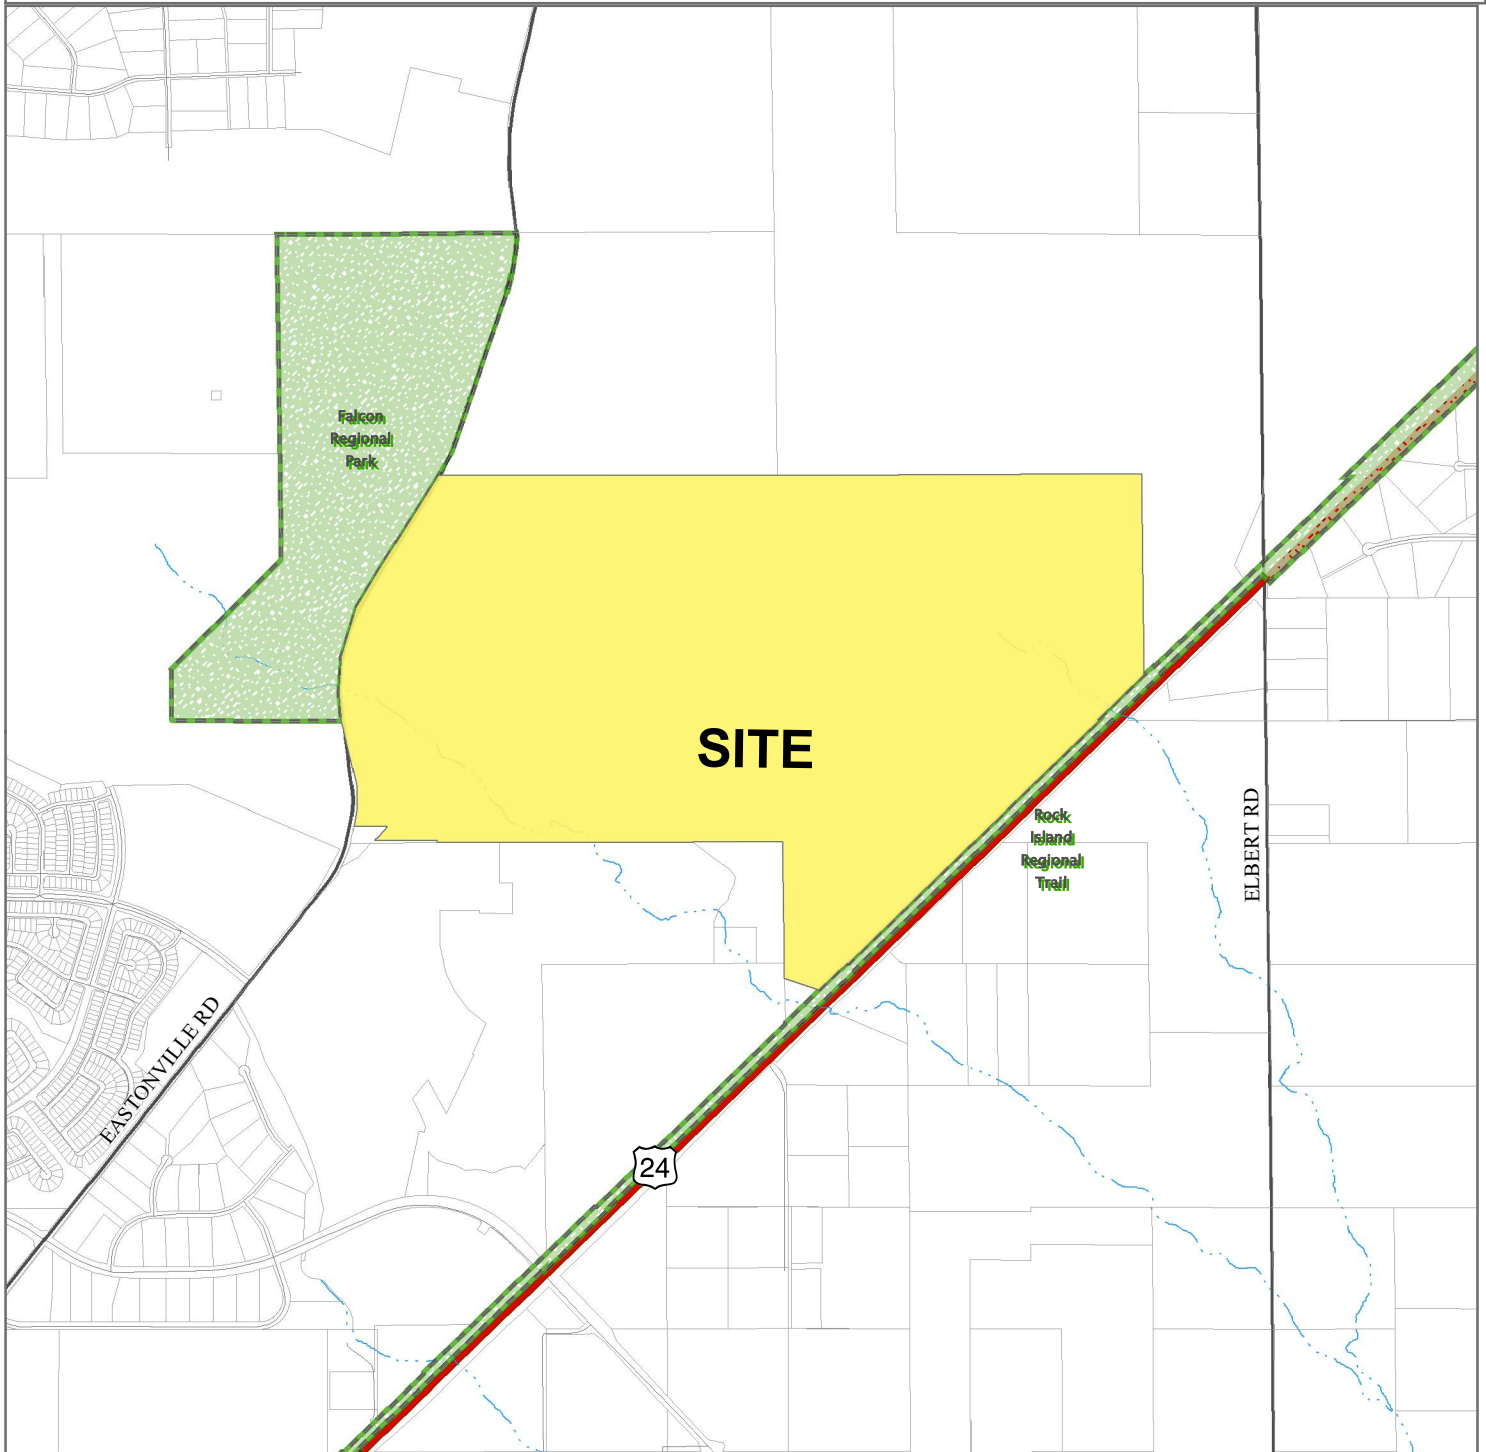 Falcon
Regional
Park
SITE
Rock
Island
Regional
Trail
ELBERT RD
EASTONVILLE RD
24